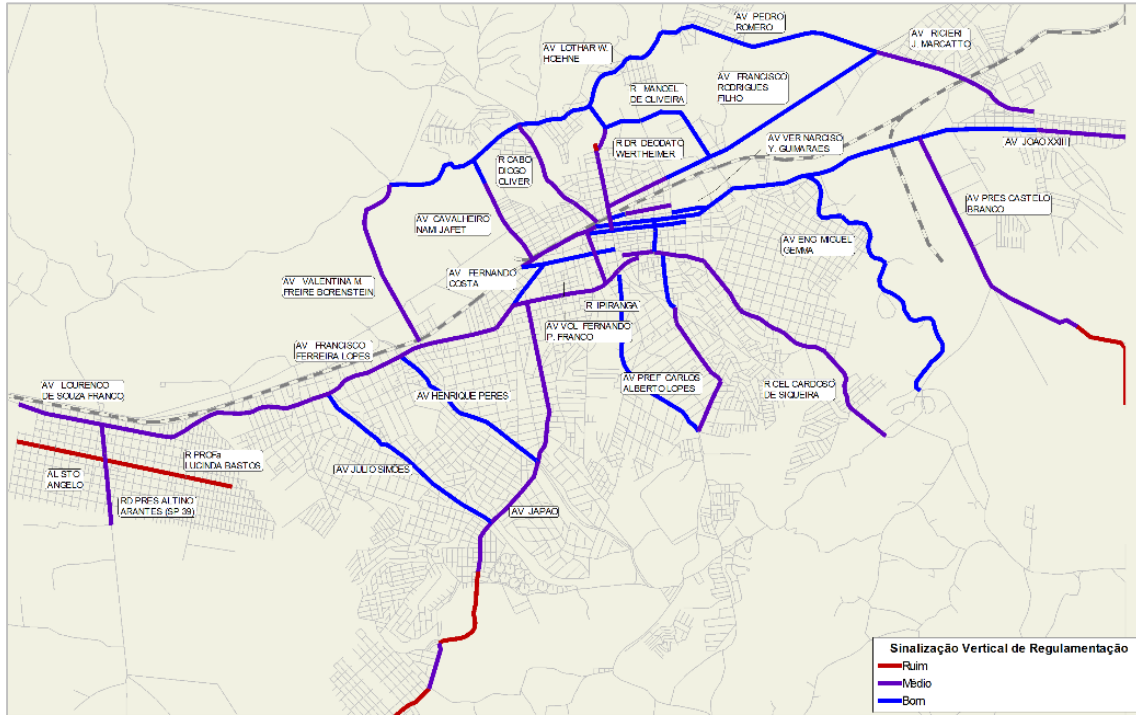 AV PEDRO
ROMERO
AV RICIERI
J. MARCATTO
AV LOTHAR W.
HOEHNE
AV FRANCISCO
RODRIGUES
FILHO
R MANOEL
DE OLIVEIRA
AV VER NARCISO
Y. GUIMARAES
R DR DEODATO
WERTHEIMER
AV JOAO XXIII
R CABO
DIOGO
OLIVER
AV PRES CASTELO
BRANCO
AV CAVALHEIRO
NAMI JAFET
AV ENG MIGUEL
GEMMA
AV VALENTINA M.
FREIRE BORENSTEIN
AV FERNANDO
COSTA
R IPIRANGA
AV VOL FERNANDO
P. FRANCO
AV FRANCISCO
FERREIRA LOPES
AV LOURENCO
DE SOUZA FRANCO
AV HENRIQUE PERES
AV PREF CARLOS
ALBERTO LOPES
R CEL CARDOSO
DE SIQUEIRA
R PROFa
LUCINDA BASTOS
AV JULIO SIMÕES
AL STO
ANGELO
RD PRES ALTINO
ARANTES (SP 39)
AV JAPAO
Sinalização Vertical de Regulamentação
Ruim
Médio
Bom